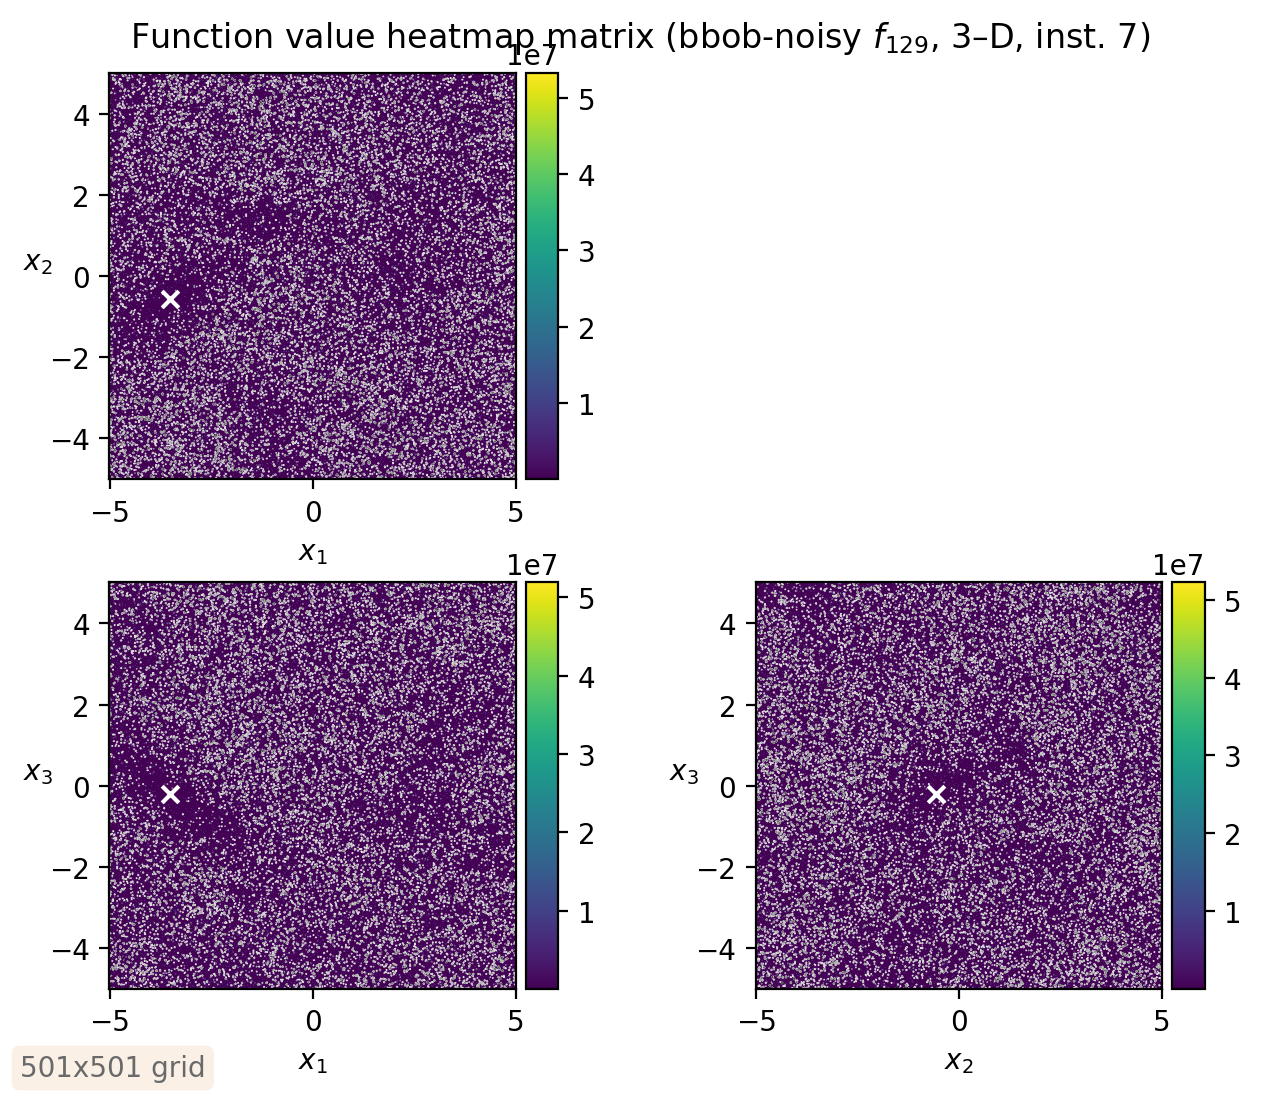 Function value heatmap matrix (bbob-noisy f₁₂₉, 3–D, inst. 7)
1e7
4
2
0
−2
−4
x₂
5
4
3
2
1
−5 0 5
x₁
1e7
4
2
0
−2
−4
x₃
5
4
3
2
1
−5 0 5
x₁
1e7
4
2
0
−2
−4
x₃
5
4
3
2
1
−5 0 5
x₂
501x501 grid